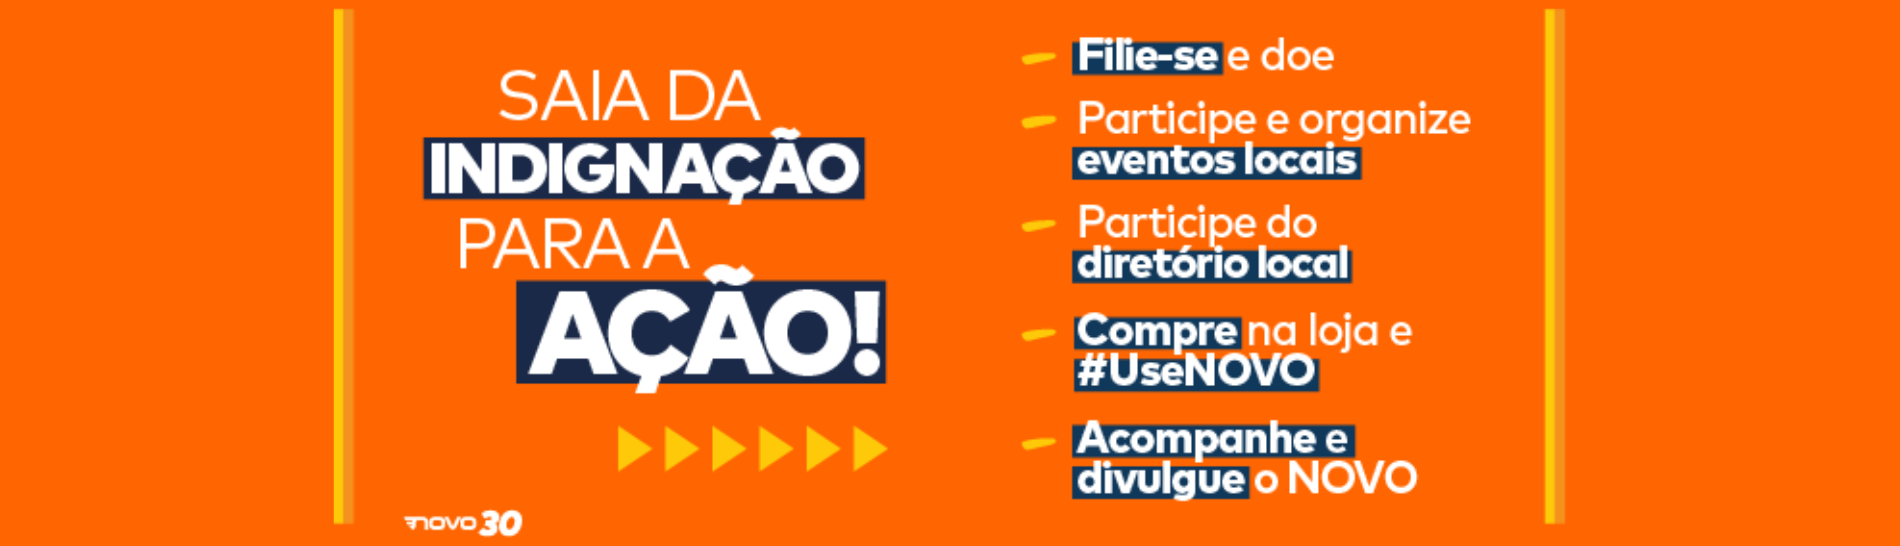 SAIA DA
INDIGNAÇÃO
PARA A
AÇÃO!
novo 30
Filie-se e doe
Participe e organize
eventos locais
Participe do
diretório local
Compre na loja e
#UseNOVO
Acompanhe e
divulgue o NOVO